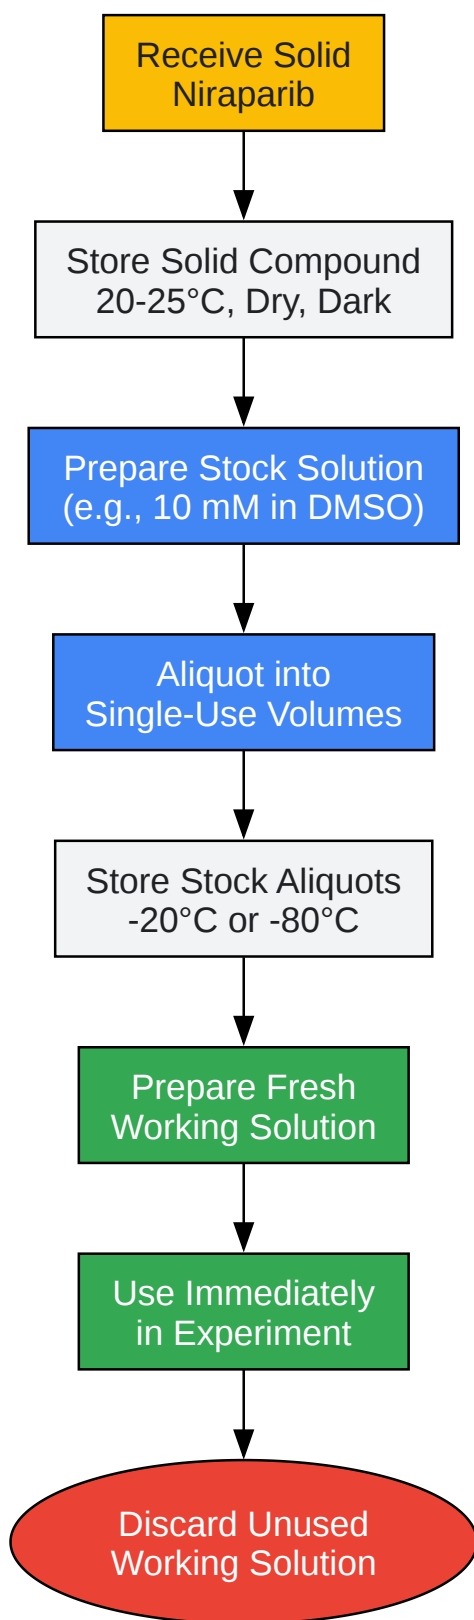 Receive Solid
Niraparib
Store Solid Compound
20-25°C, Dry, Dark
Prepare Stock Solution
(e.g., 10 mM in DMSO)
Aliquot into
Single-Use Volumes
Store Stock Aliquots
-20°C or -80°C
Prepare Fresh
Working Solution
Use Immediately
in Experiment
Discard Unused
Working Solution